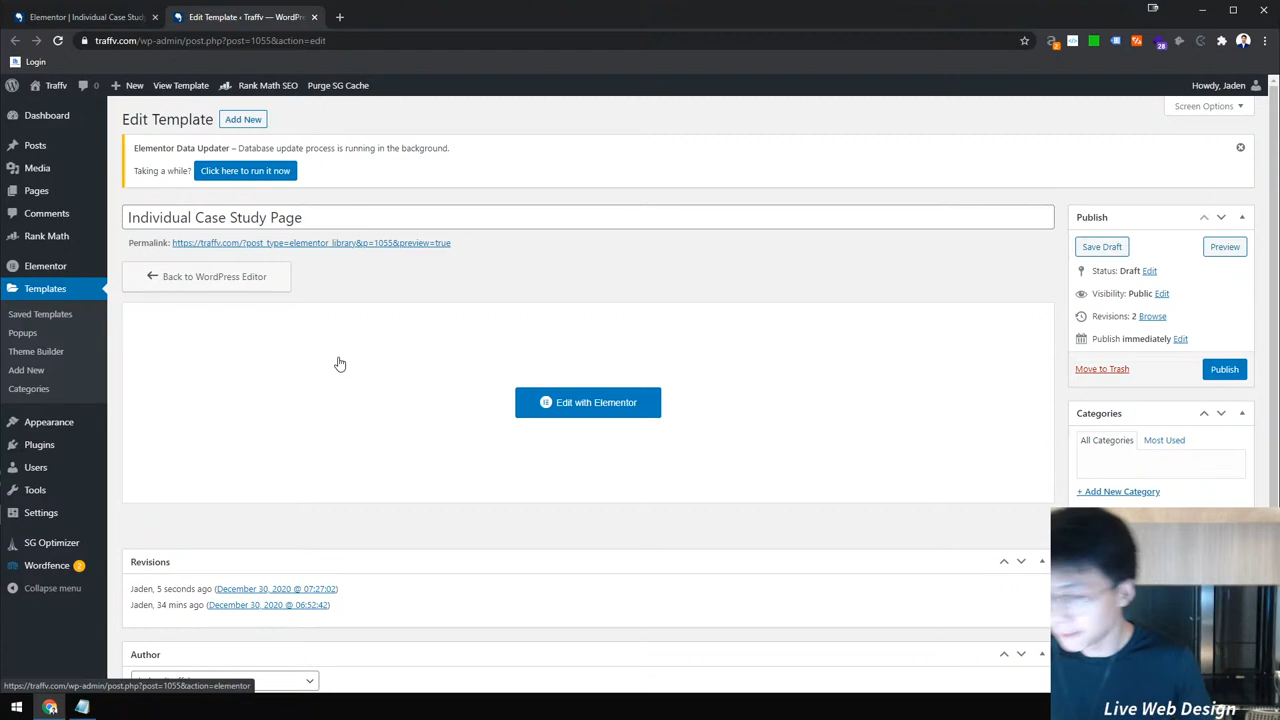 Elementor | Individual Case Stud
Edit Template ‹ Traffv — WordPre
traffv.com/wp-admin/post.php?post=1055&action=edit
Login
Traffv
0
New
View Template
Rank Math SEO
Purge SG Cache
Howdy, Jaden
Dashboard
Posts
Media
Pages
Comments
Rank Math
Elementor
Templates
Saved Templates
Popups
Theme Builder
Add New
Categories
Appearance
Plugins
Users
Tools
Settings
SG Optimizer
Wordfence 2
Collapse menu
Screen Options
Edit Template
Add New
Elementor Data Updater – Database update process is running in the background.
Taking a while? Click here to run it now
Individual Case Study Page
Permalink: https://traffv.com/?post_type=elementor_library&p=1055&preview=true
Back to WordPress Editor
Edit with Elementor
Revisions
Jaden, 5 seconds ago (December 30, 2020 @ 07:27:02)
Jaden, 34 mins ago (December 30, 2020 @ 06:52:42)
Author
Publish
Save Draft
Preview
Status: Draft Edit
Visibility: Public Edit
Revisions: 2 Browse
Publish immediately Edit
Move to Trash
Publish
Categories
All Categories
Most Used
+ Add New Category
https://traffv.com/wp-admin/post.php?post=1055&action=elementor
Live Web Design